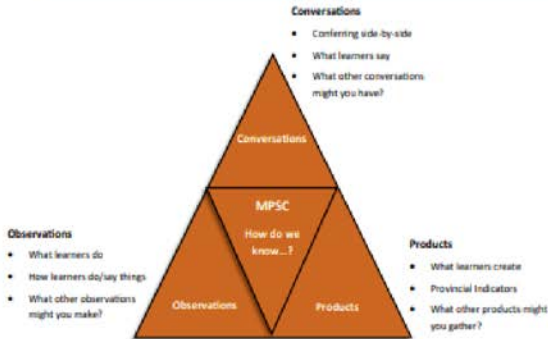 Conversations
• Conferring side-by-side
• What learners say
• What other conversations
might you have?
Conversations
MPSC
How do we
know...?
Observations
• What learners do
• How learners do/say things
• What other observations
might you make?
Observations
Products
Products
• What learners create
• Provincial Indicators
• What other products might
you gather?